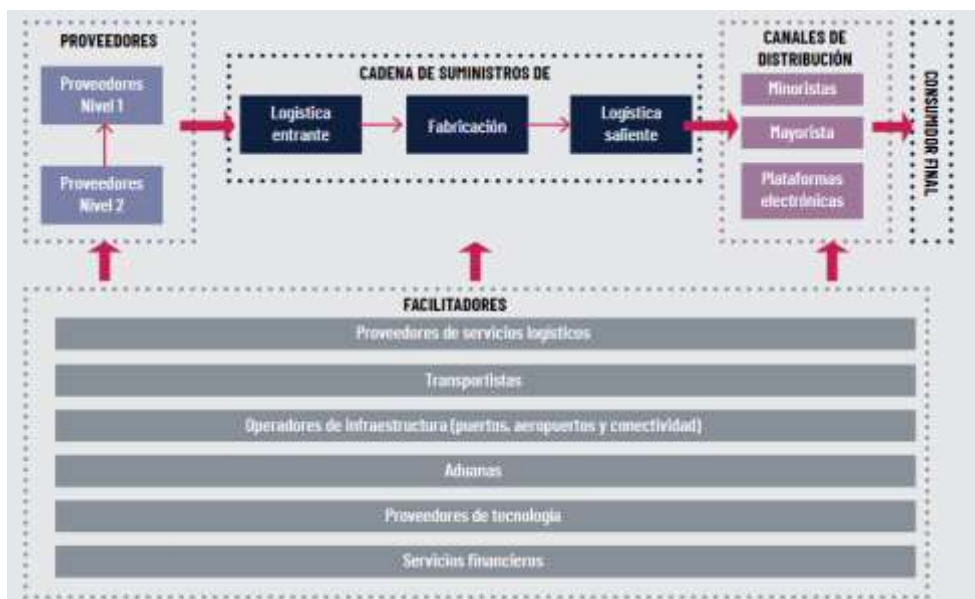 PROVEEDORES
Proveedores
Nivel 1
Proveedores
Nivel 2
CADENA DE SUMINISTROS DE
Logística
entrante
Fabricación
Logística
saliente
CANALES DE
DISTRIBUCIÓN
Minoristas
Mayorista
Plataformas
electrónicas
CONSUMIDOR FINAL
FACILITADORES
Proveedores de servicios logísticos
Transportistas
Operadores de infraestructura (puertos, aeropuertos y conectividad)
Aduanas
Proveedores de tecnología
Servicios financieros